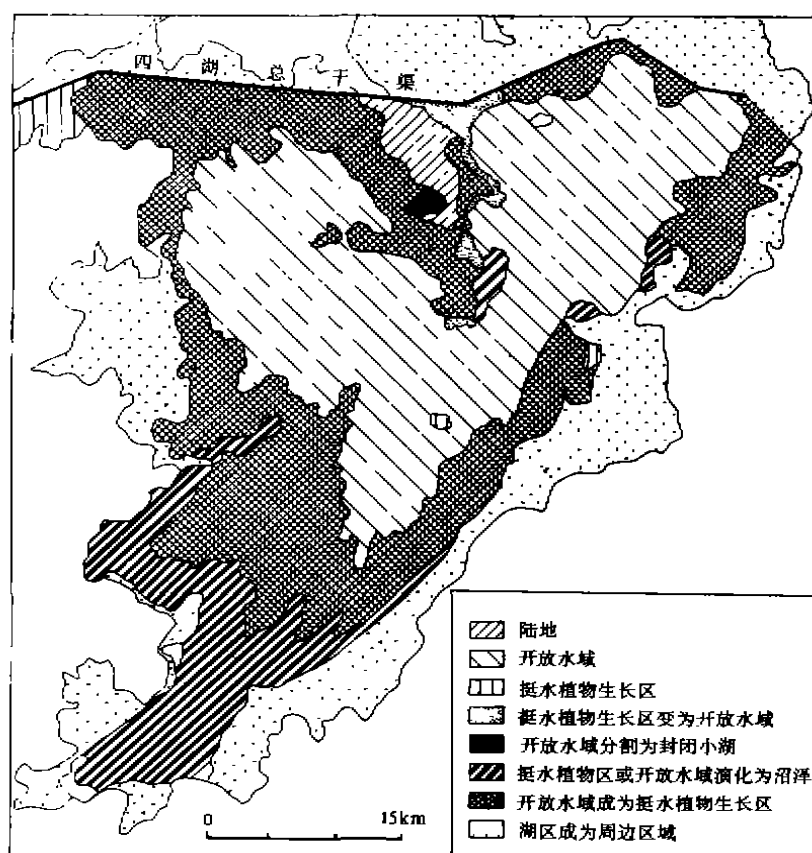 四湖总干渠
陆地
开放水域
挺水植物生长区
挺水植物生长区变为开放水域
开放水域分割为封闭小湖
挺水植物区或开放水域演化为沼泽
开放水域成为挺水植物生长区
湖区成为周边区域
0 15km